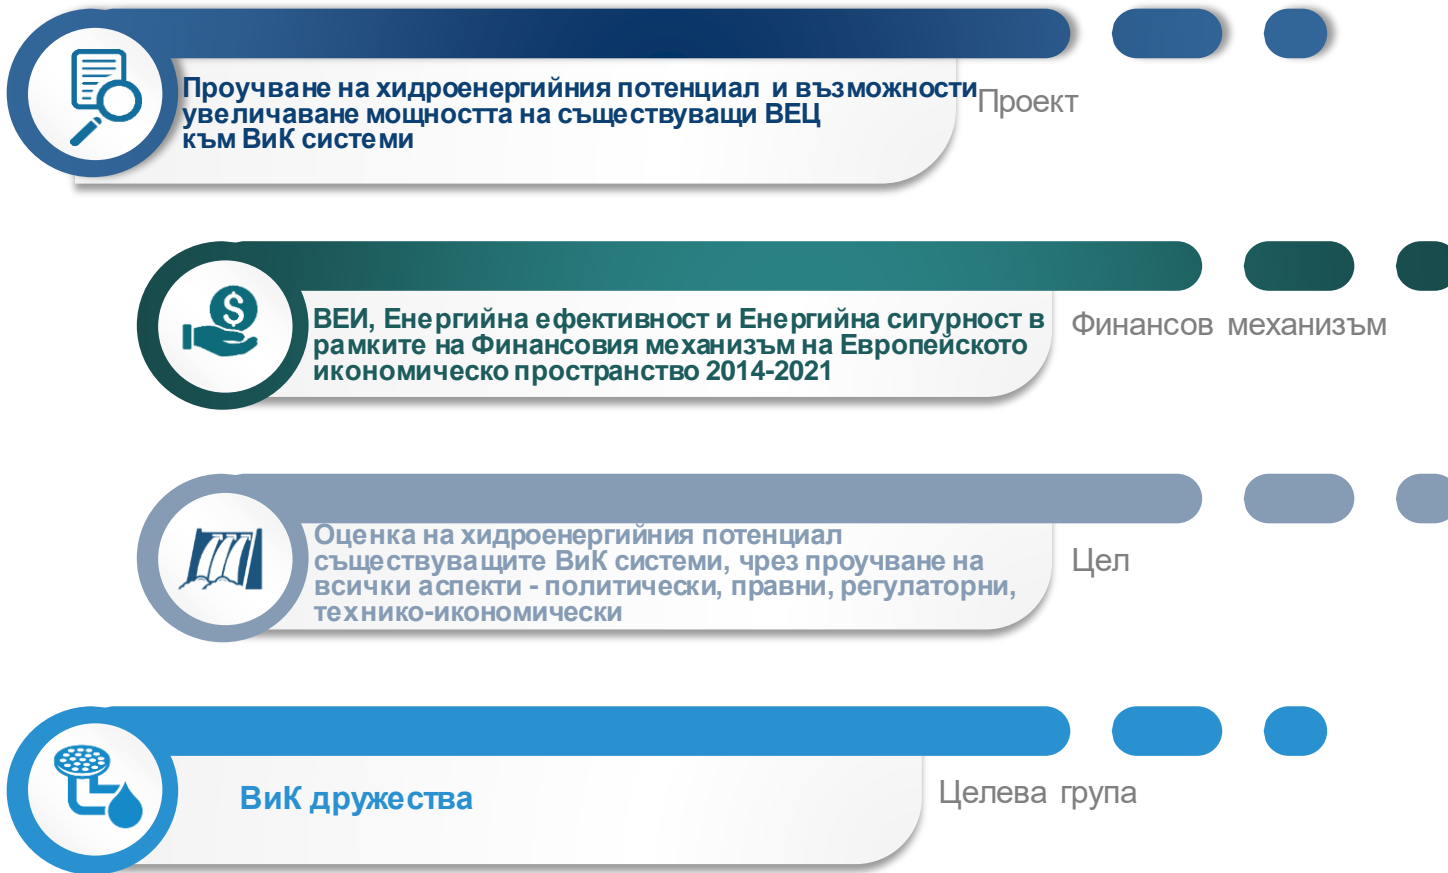 Проучване на хидроенергийния потенциал и възможности
увеличаване мощността на съществуващи ВЕЦ
към ВиК системи
Проект
ВЕИ, Енергийна ефективност и Енергийна сигурност в
рамките на Финансовия механизъм на Европейското
икономическо пространство 2014-2021
Финансов механизъм
Оценка на хидроенергийния потенциал
съществуващите ВиК системи, чрез проучване на
всички аспекти - политически, правни, регулаторни,
технико-икономически
Цел
ВиК дружества
Целева група